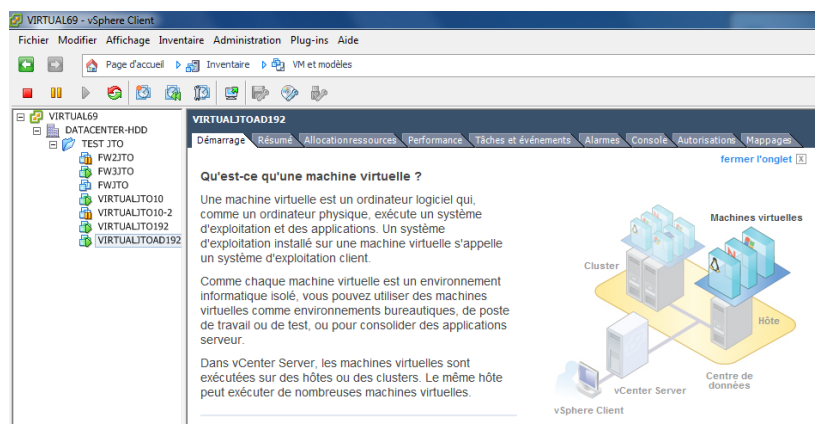 VIRTUAL69 - vSphere Client
Fichier Modifier Affichage Inventaire Administration Plug-ins Aide
Page d'accueil Inventaire VM et modèles
VIRTUAL69
DATACENTER-HDD
TEST JTO
FW2JTO
FW3JTO
FWJTO
VIRTUALJTO10
VIRTUALJTO10-2
VIRTUALJTO192
VIRTUALJTOAD192
VIRTUALJTOAD192
Démarrage Résumé Allocation ressources Performance Tâches et événements Alarmes Console Autorisations Mappages
fermer l'onglet X
Qu'est-ce qu'une machine virtuelle ?
Une machine virtuelle est un ordinateur logiciel qui,
comme un ordinateur physique, exécute un système
d'exploitation et des applications. Un système
d'exploitation installé sur une machine virtuelle s'appelle
un système d'exploitation client.
Comme chaque machine virtuelle est un environnement
informatique isolé, vous pouvez utiliser des machines
virtuelles comme environnements bureautiques, de poste
de travail ou de test, ou pour consolider des applications
serveur.
Dans vCenter Server, les machines virtuelles sont
exécutées sur des hôtes ou des clusters. Le même hôte
peut exécuter de nombreuses machines virtuelles.
Machines virtuelles
Cluster
Hôte
Centre de
données
vCenter Server
vSphere Client